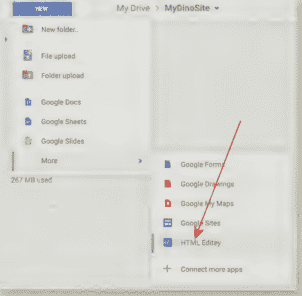 NEW
My Drive > MyDinoSite
New folder..
File upload
Folder upload
Google Docs
Google Sheets
Google Slides
More
267 MB used
Google Forms
Google Drawings
Google My Maps
Google Sites
HTML Editey
Connect more apps